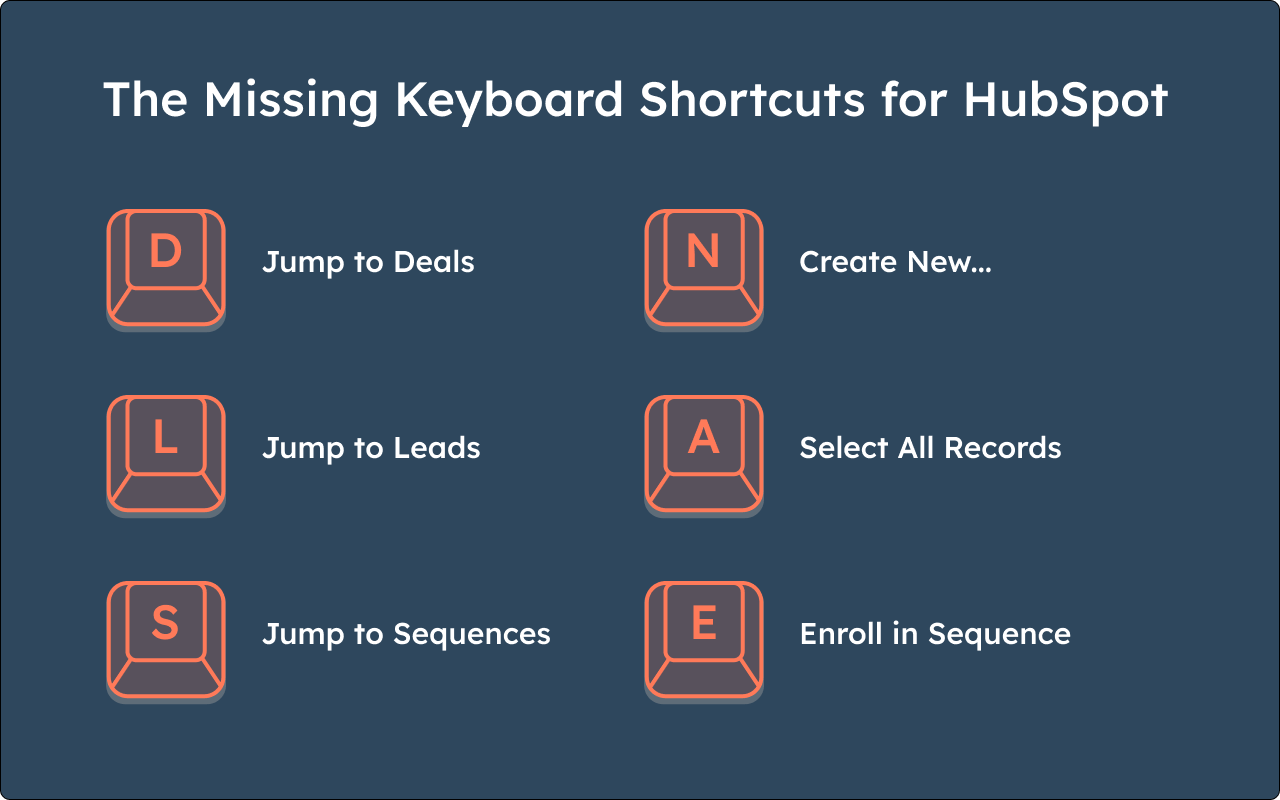 The Missing Keyboard Shortcuts for HubSpot
D
Jump to Deals
N
Create New...
L
Jump to Leads
A
Select All Records
S
Jump to Sequences
E
Enroll in Sequence